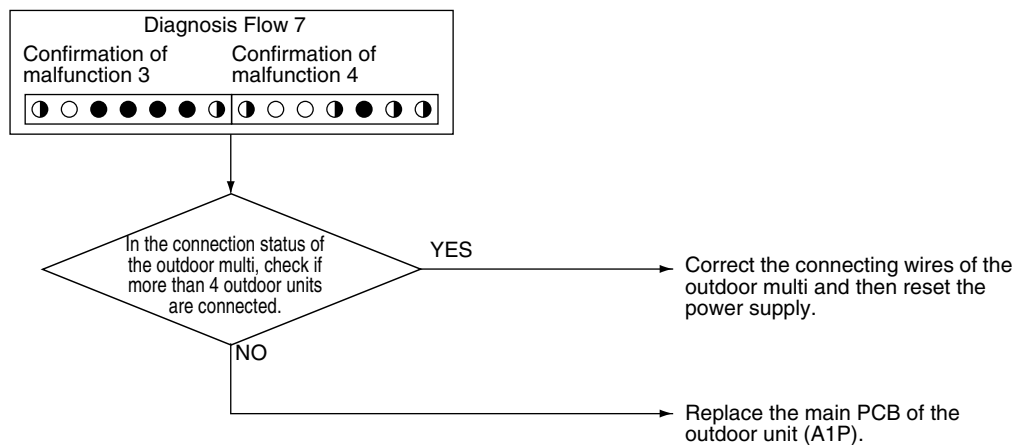 Diagnosis Flow 7
Confirmation of
malfunction 3
Confirmation of
malfunction 4
In the connection status of
the outdoor multi, check if
more than 4 outdoor units
are connected.
YES
Correct the connecting wires of the
outdoor multi and then reset the
power supply.
NO
Replace the main PCB of the
outdoor unit (A1P).